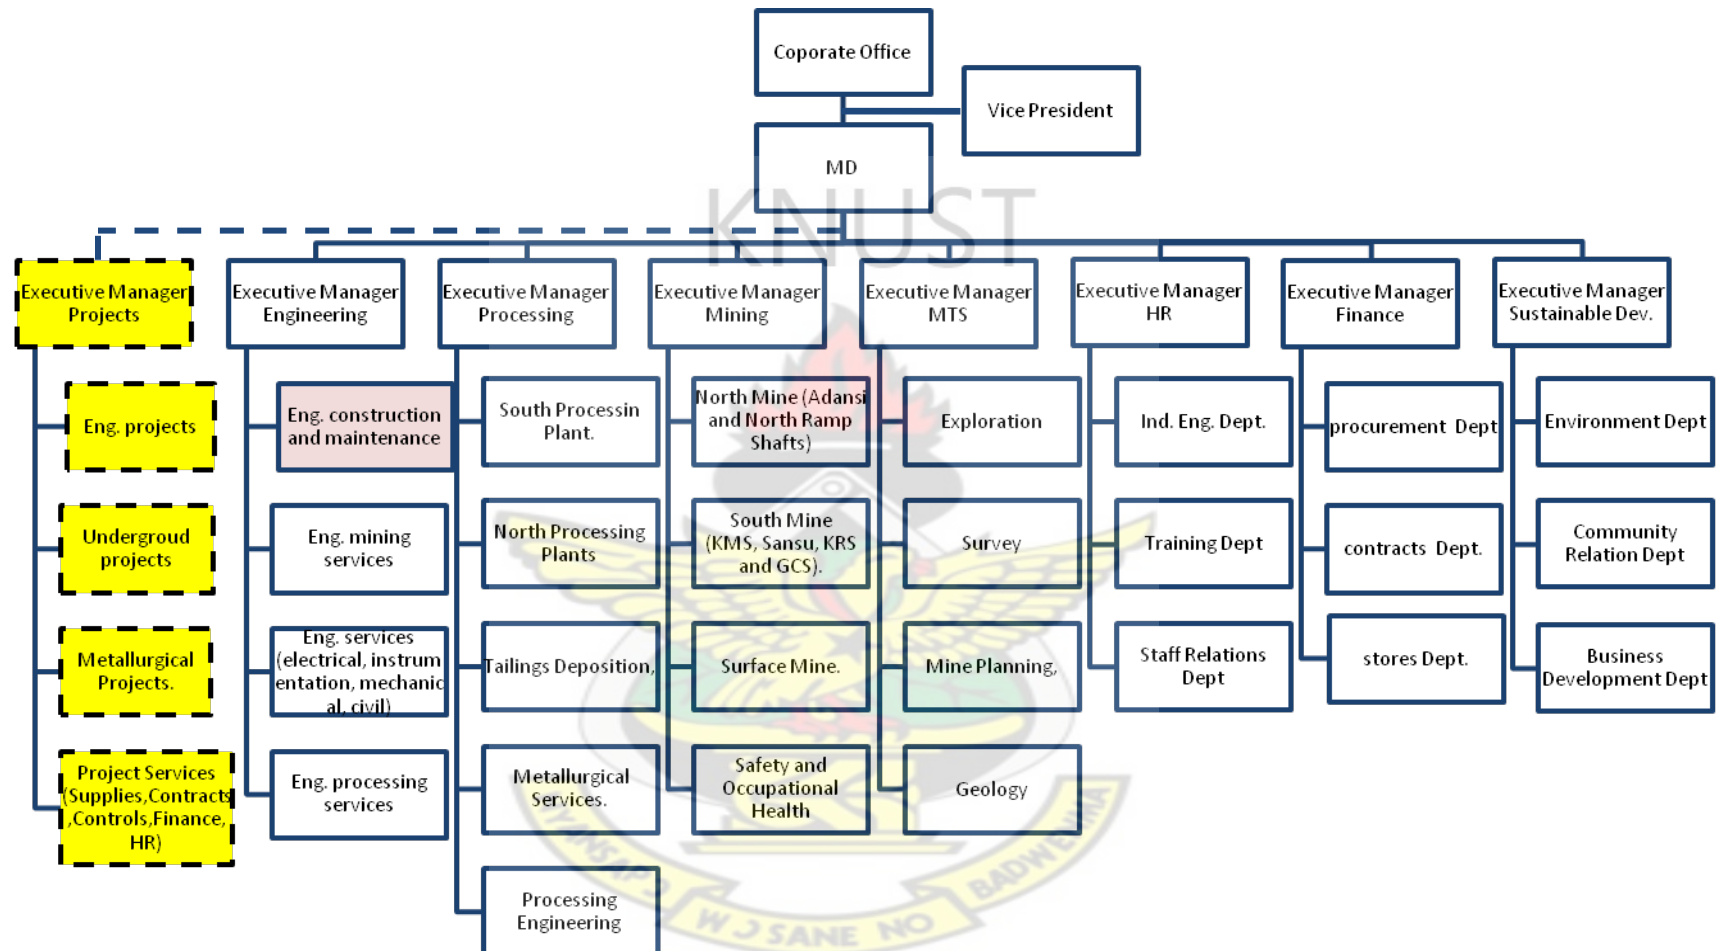 Coporate Office
Vice President
MD
KNUST
Executive Manager
Projects
Eng. projects
Undergroud
projects
Metallurgical
Projects.
Project Services
(Supplies,Contracts
,Controls,Finance,
HR)
Executive Manager
Engineering
Eng. construction
and maintenance
Eng. mining
services
Eng. services
(electrical, instrum
entation, mechanic
al, civil)
Eng. processing
services
Executive Manager
Processing
South Processin
Plant.
North Processing
Plants
Tailings Deposition,
Metallurgical
Services.
Processing
Engineering
Executive Manager
Mining
North Mine (Adansi
and North Ramp
Shafts)
South Mine
(KMS, Sansu, KRS
and GCS).
Surface Mine.
Safety and
Occupational
Health
Executive Manager
MTS
Exploration
Survey
Mine Planning,
Geology
Executive Manager
HR
Ind. Eng. Dept.
Training Dept
Staff Relations
Dept
Executive Manager
Finance
procurement Dept
contracts Dept.
stores Dept.
Executive Manager
Sustainable Dev.
Environment Dept
Community
Relation Dept
Business
Development Dept
NYANSAPƆ
WƆSANE NO
BADWENMA